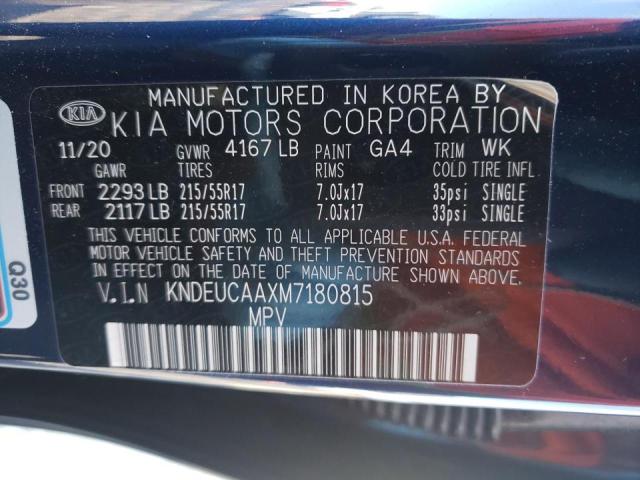 MANUFACTURED IN KOREA BY
KIA KIA MOTORS CORPORATION
11/20 GVWR 4167 LB PAINT GA4 TRIM WK
GAWR TIRES RIMS COLD TIRE INFL
FRONT 2293 LB 215/55R17 7.0Jx17 35psi SINGLE
REAR 2117 LB 215/55R17 7.0Jx17 33psi SINGLE
THIS VEHICLE CONFORMS TO ALL APPLICABLE U.S.A. FEDERAL
MOTOR VEHICLE SAFETY AND THEFT PREVENTION STANDARDS
IN EFFECT ON THE DATE OF MANUFACTURE SHOWN ABOVE.
V.I.N KNDEUCAAXM7180815
MPV
Q30